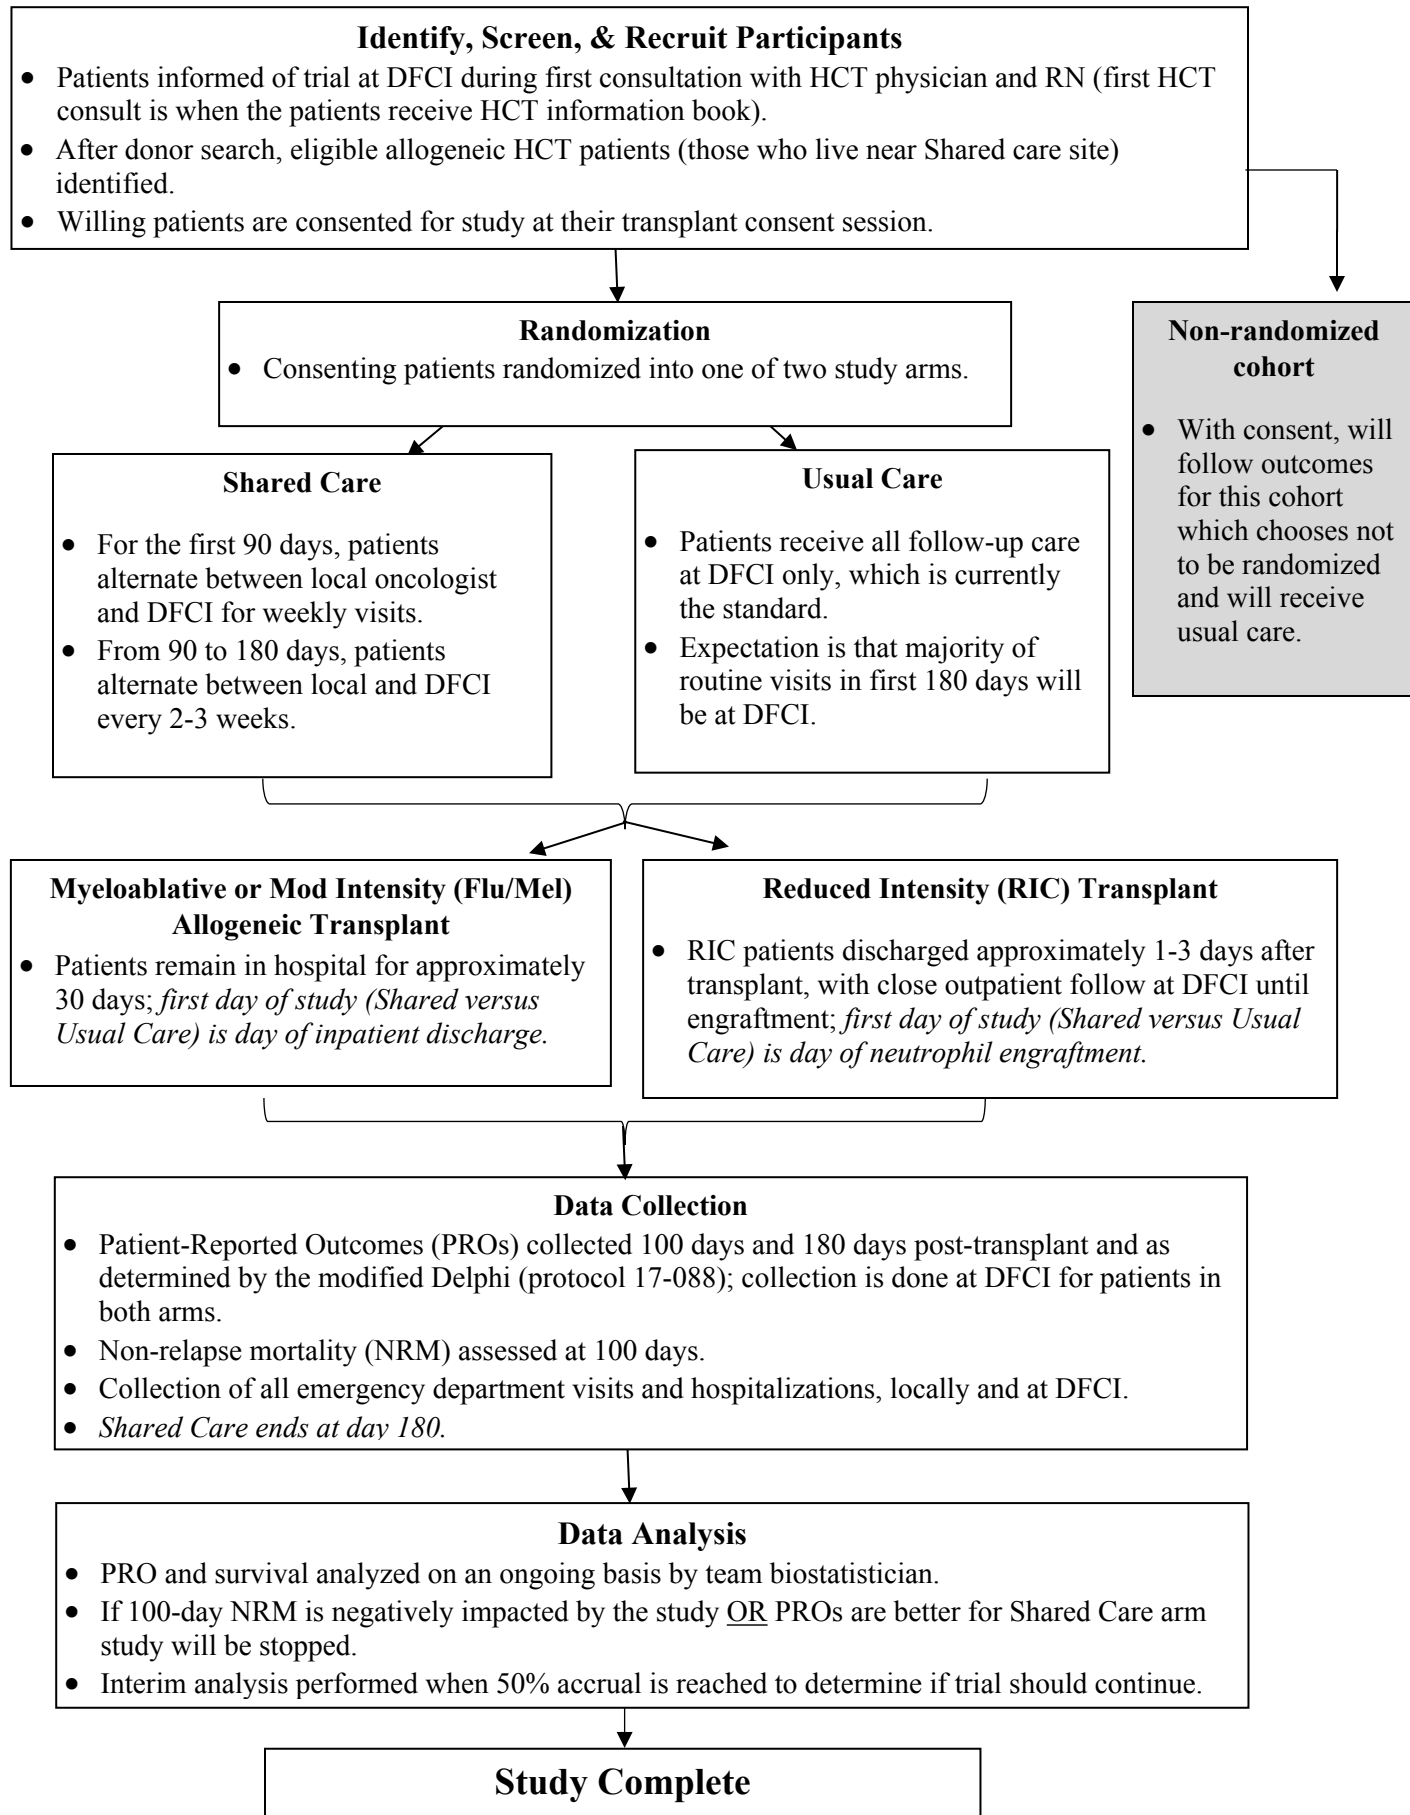 Identify, Screen, & Recruit Participants
• Patients informed of trial at DFCI during first consultation with HCT physician and RN (first HCT
consult is when the patients receive HCT information book).
• After donor search, eligible allogeneic HCT patients (those who live near Shared care site)
identified.
• Willing patients are consented for study at their transplant consent session.
Randomization
• Consenting patients randomized into one of two study arms.
Non-randomized
cohort
• With consent, will
follow outcomes
for this cohort
which chooses not
to be randomized
and will receive
usual care.
Shared Care
• For the first 90 days, patients
alternate between local oncologist
and DFCI for weekly visits.
• From 90 to 180 days, patients
alternate between local and DFCI
every 2-3 weeks.
Usual Care
• Patients receive all follow-up care
at DFCI only, which is currently
the standard.
• Expectation is that majority of
routine visits in first 180 days will
be at DFCI.
Myeloablative or Mod Intensity (Flu/Mel)
Allogeneic Transplant
• Patients remain in hospital for approximately
30 days; first day of study (Shared versus
Usual Care) is day of inpatient discharge.
Reduced Intensity (RIC) Transplant
• RIC patients discharged approximately 1-3 days after
transplant, with close outpatient follow at DFCI until
engraftment; first day of study (Shared versus Usual
Care) is day of neutrophil engraftment.
Data Collection
• Patient-Reported Outcomes (PROs) collected 100 days and 180 days post-transplant and as
determined by the modified Delphi (protocol 17-088); collection is done at DFCI for patients in
both arms.
• Non-relapse mortality (NRM) assessed at 100 days.
• Collection of all emergency department visits and hospitalizations, locally and at DFCI.
• Shared Care ends at day 180.
Data Analysis
• PRO and survival analyzed on an ongoing basis by team biostatistician.
• If 100-day NRM is negatively impacted by the study OR PROs are better for Shared Care arm
study will be stopped.
• Interim analysis performed when 50% accrual is reached to determine if trial should continue.
Study Complete